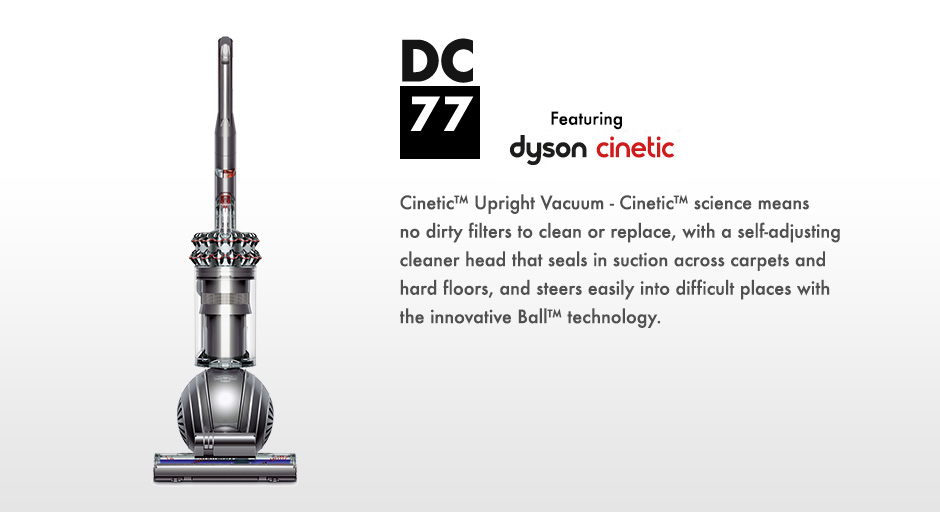 DC
77
Featuring
dyson cinetic
Cinetic™ Upright Vacuum - Cinetic™ science means
no dirty filters to clean or replace, with a self-adjusting
cleaner head that seals in suction across carpets and
hard floors, and steers easily into difficult places with
the innovative Ball™ technology.